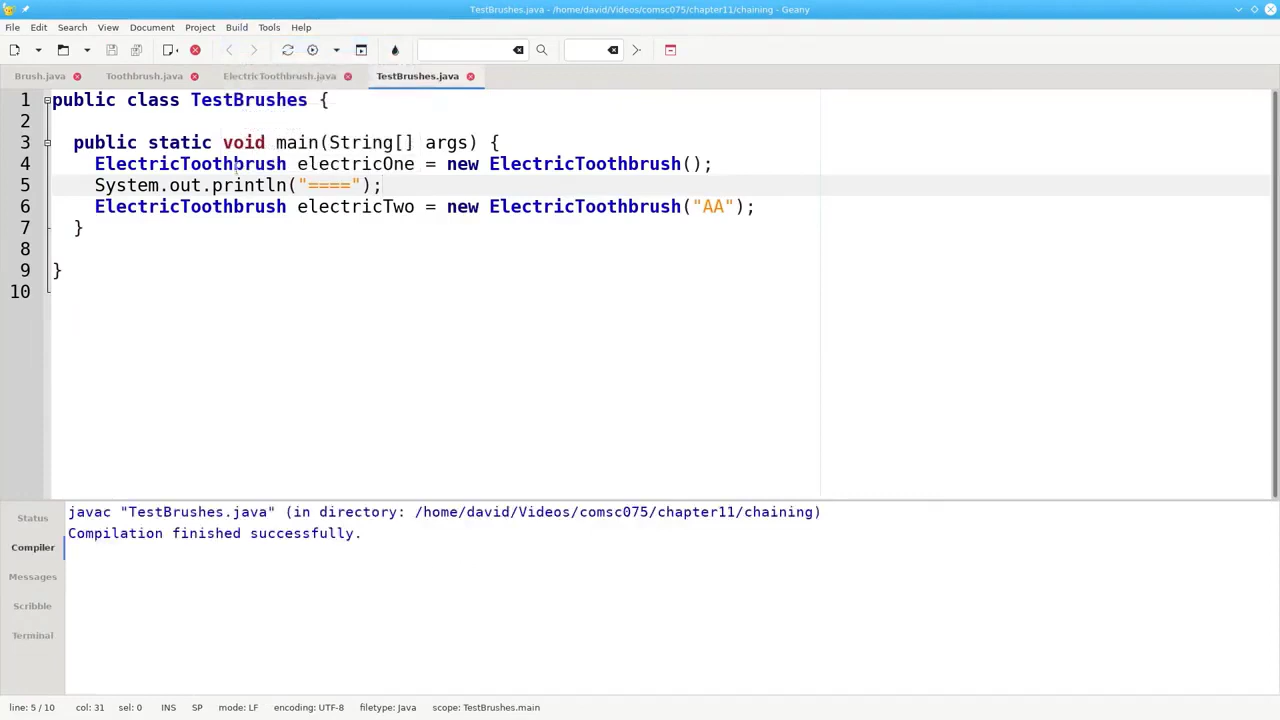 TestBrushes.java - /home/david/Videos/comsc075/chapter11/chaining - Geany
File Edit Search View Document Project Build Tools Help
Brush.java Toothbrush.java ElectricToothbrush.java TestBrushes.java
1 public class TestBrushes {
2
3 public static void main(String[] args) {
4 ElectricToothbrush electricOne = new ElectricToothbrush();
5 System.out.println("====");
6 ElectricToothbrush electricTwo = new ElectricToothbrush("AA");
7 }
8
9 }
10
Status
Compiler
Messages
Scribble
Terminal
javac "TestBrushes.java" (in directory: /home/david/Videos/comsc075/chapter11/chaining)
Compilation finished successfully.
line: 5 / 10 col: 31 sel: 0 INS SP mode: LF encoding: UTF-8 filetype: Java scope: TestBrushes.main